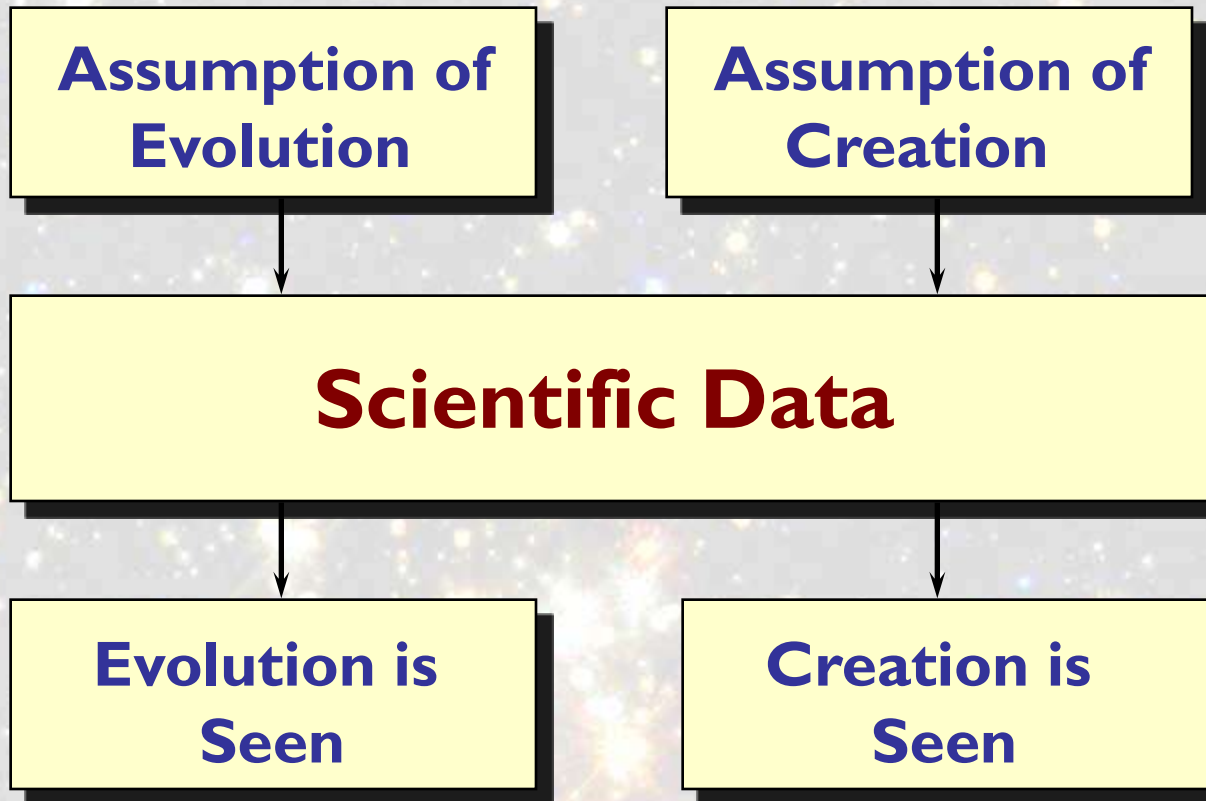 Assumption of
Evolution
Assumption of
Creation
Scientific Data
Evolution is
Seen
Creation is
Seen